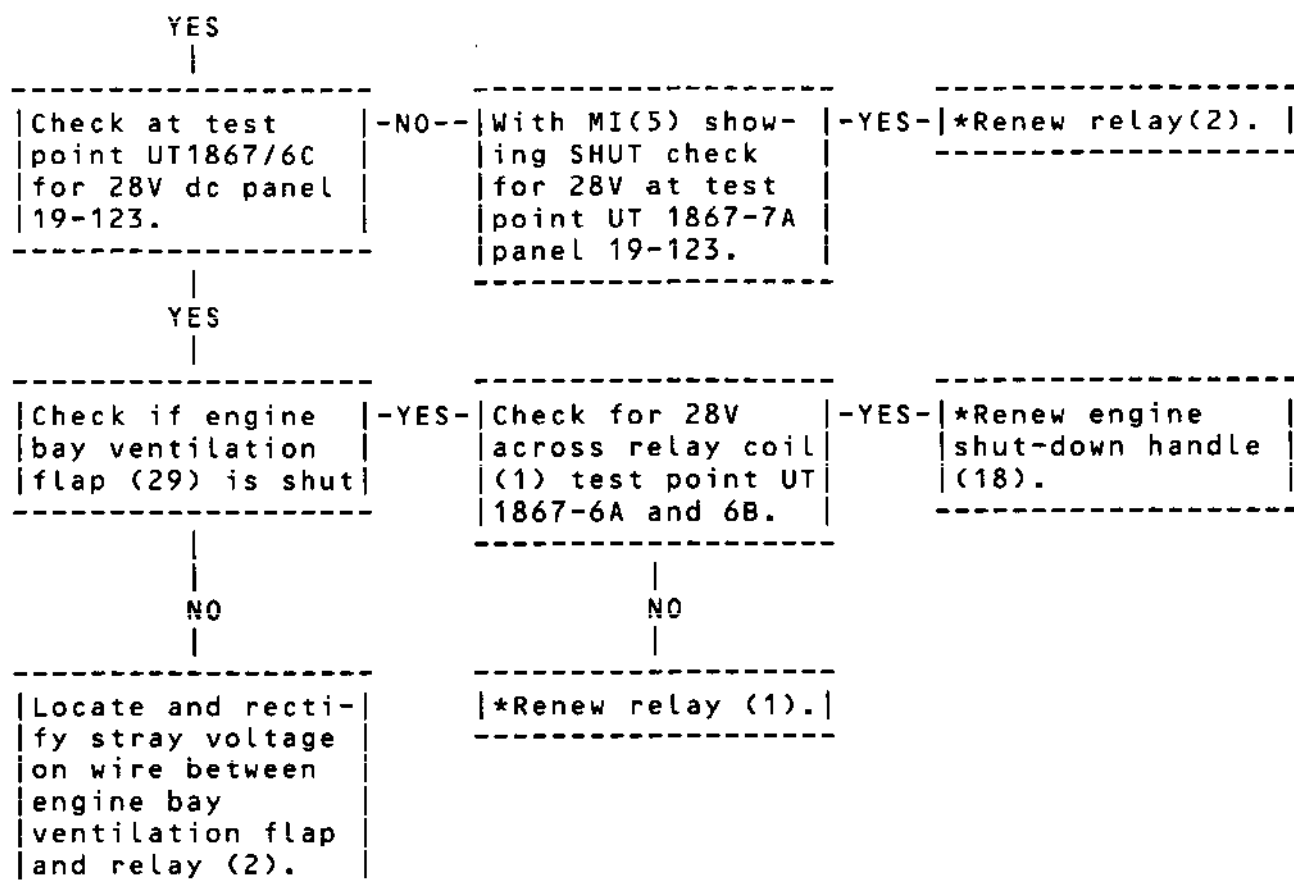 YES
Check at test
point UT1867/6C
for 28V dc panel
19-123.
-NO--
With MI(5) show-
ing SHUT check
for 28V at test
point UT 1867-7A
panel 19-123.
-YES-
*Renew relay(2).
YES
Check if engine
bay ventilation
flap (29) is shut
-YES-
Check for 28V
across relay coil
(1) test point UT
1867-6A and 6B.
-YES-
*Renew engine
shut-down handle
(18).
NO
NO
Locate and recti-
fy stray voltage
on wire between
engine bay
ventilation flap
and relay (2).
*Renew relay (1).